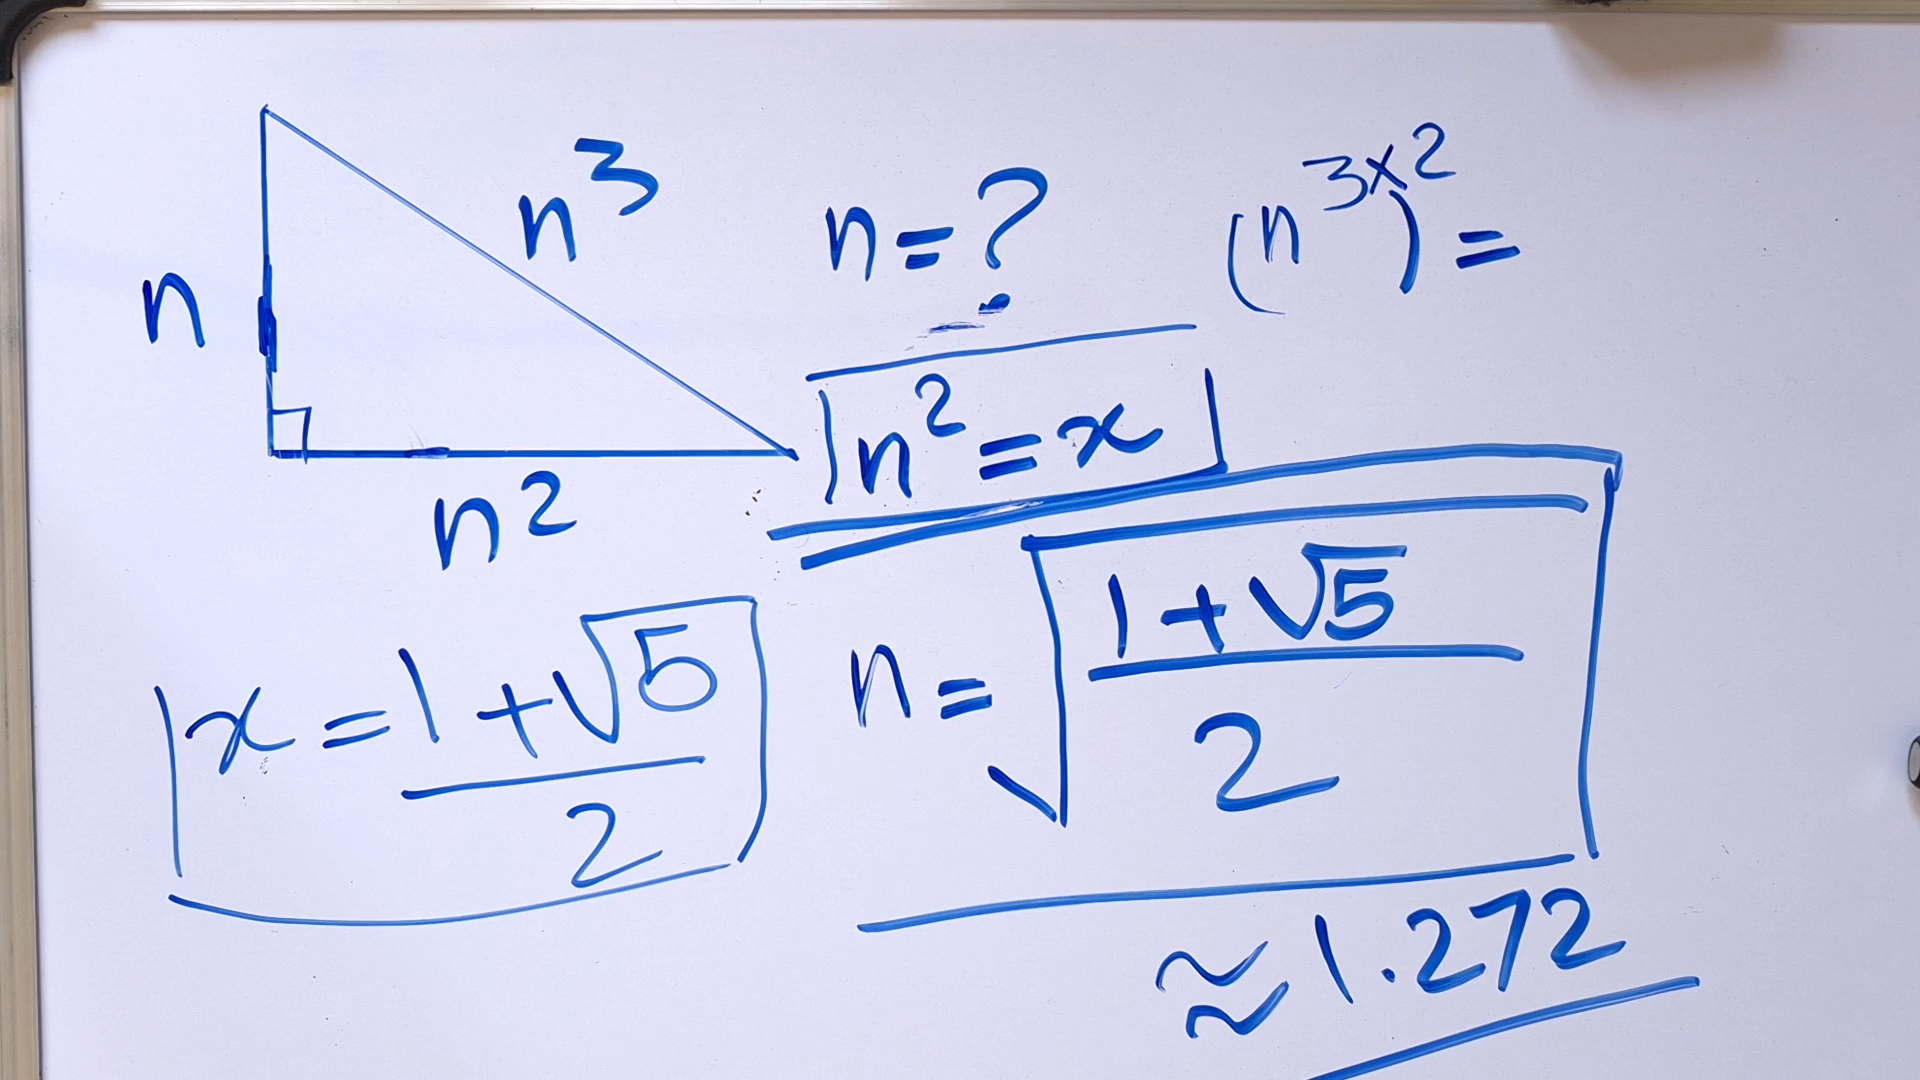 n
n³
n²
n=?
(n³ˣ²)=
n²=x
x=1+√5/2
n=√(1+√5/2)
≈1.272